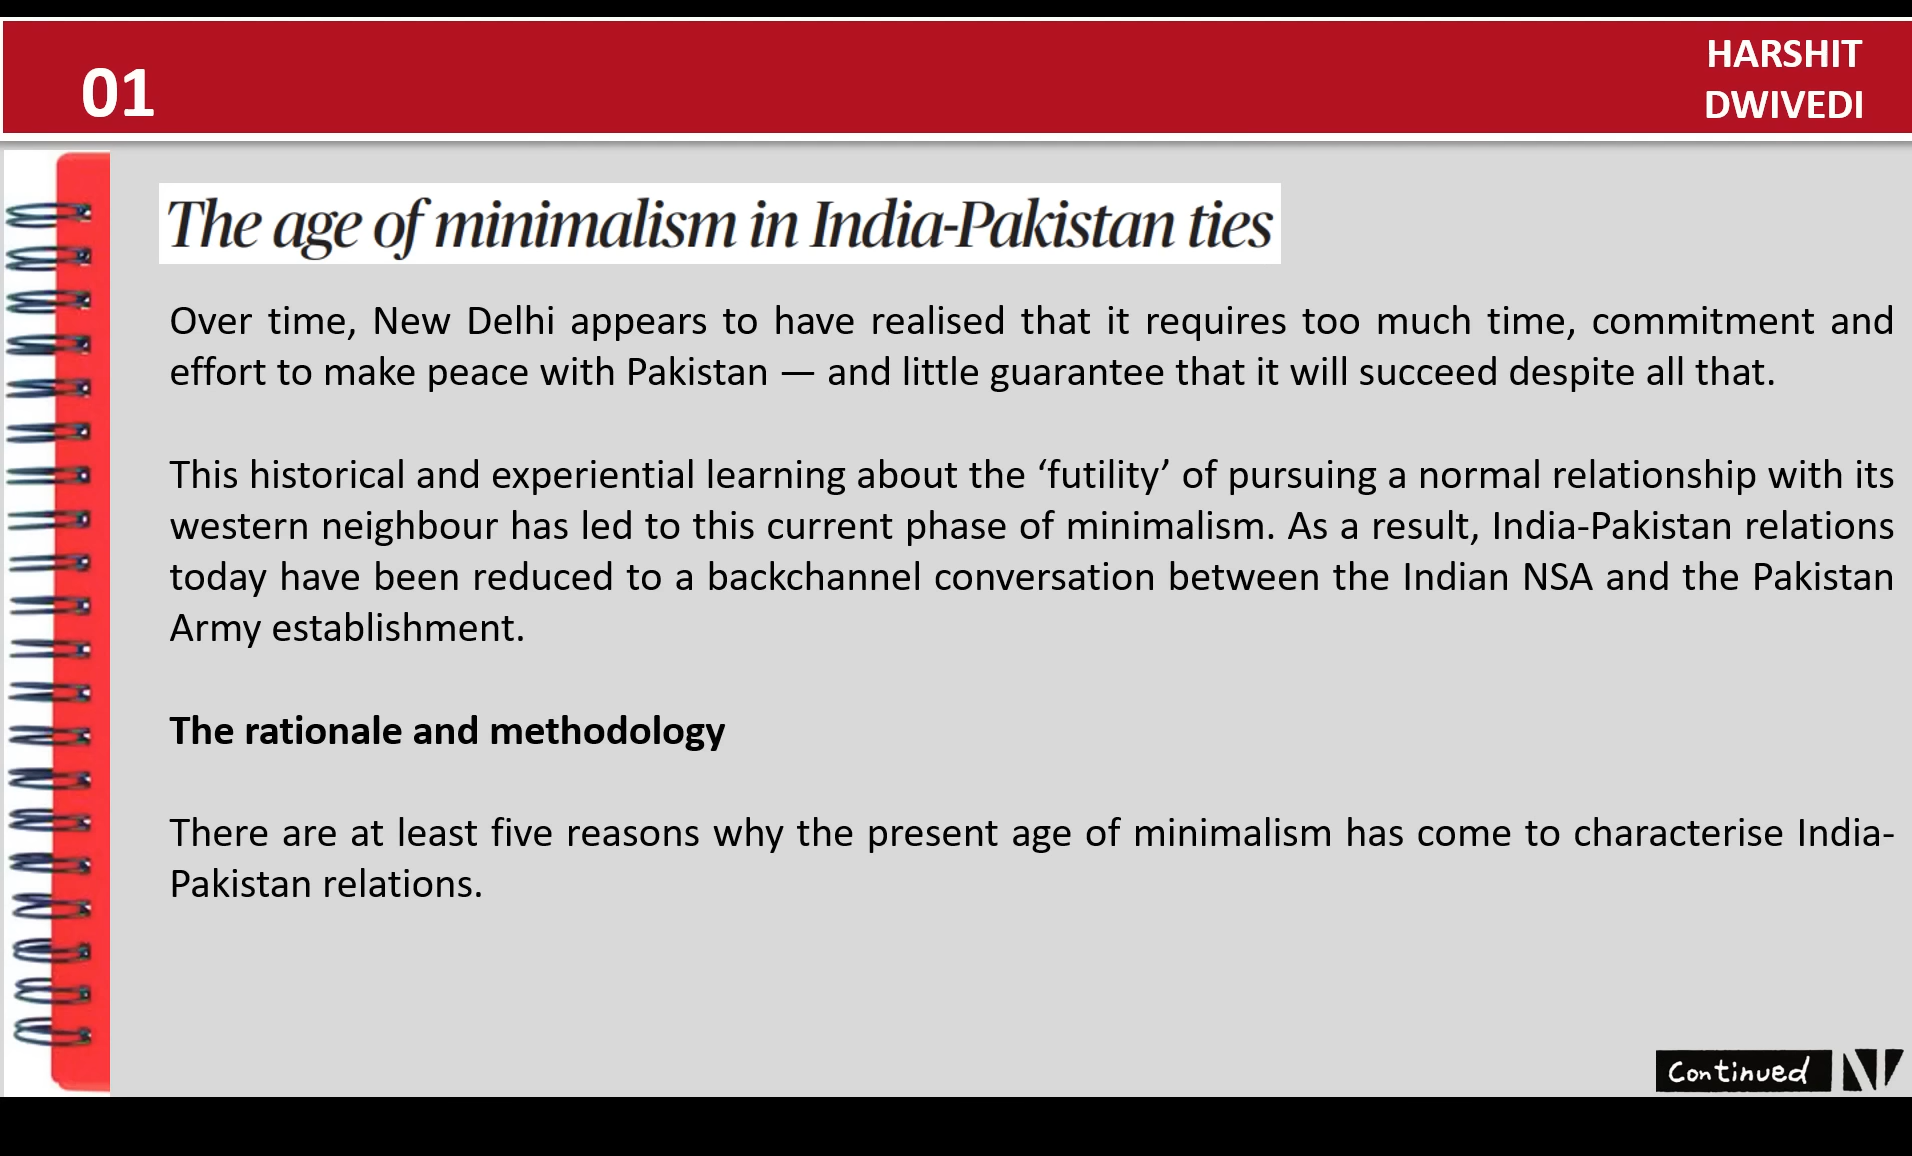 01
HARSHIT
DWIVEDI
The age of minimalism in India-Pakistan ties
Over time, New Delhi appears to have realised that it requires too much time, commitment and
effort to make peace with Pakistan — and little guarantee that it will succeed despite all that.
This historical and experiential learning about the ‘futility’ of pursuing a normal relationship with its
western neighbour has led to this current phase of minimalism. As a result, India-Pakistan relations
today have been reduced to a backchannel conversation between the Indian NSA and the Pakistan
Army establishment.
The rationale and methodology
There are at least five reasons why the present age of minimalism has come to characterise India-
Pakistan relations.
Continued